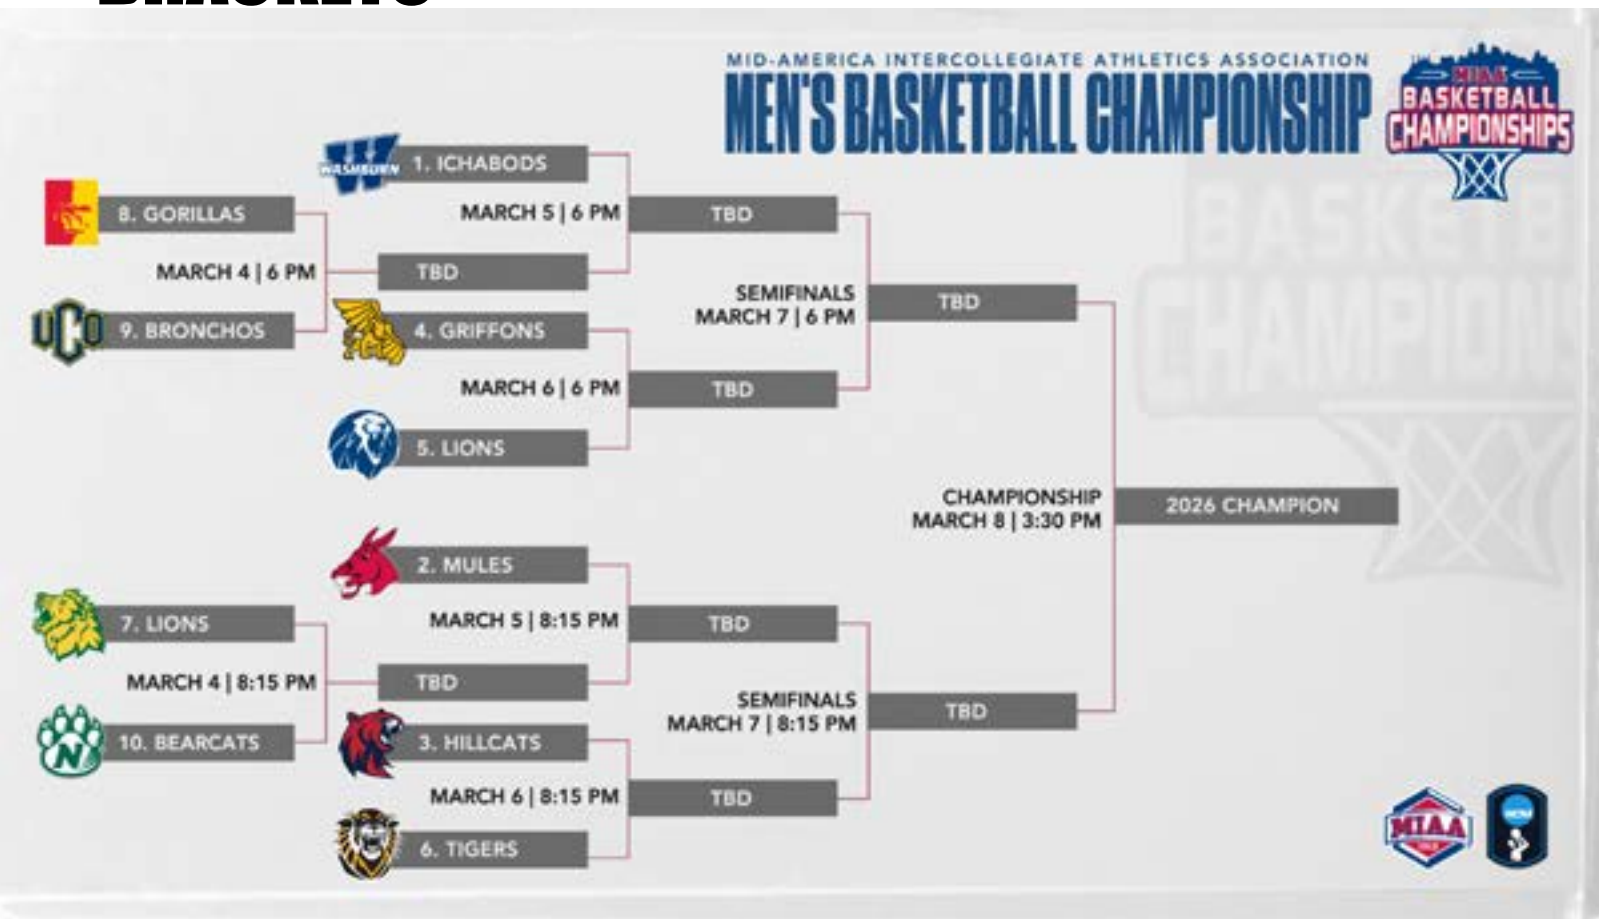 MID-AMERICA INTERCOLLEGIATE ATHLETICS ASSOCIATION
MEN'S BASKETBALL CHAMPIONSHIP
MIAA
BASKETBALL
CHAMPIONSHIPS
WASHBURN
1. ICHABODS
8. GORILLAS
MARCH 5 | 6 PM
TBD
MARCH 4 | 6 PM
TBD
UCO
9. BRONCHOS
4. GRIFFONS
SEMIFINALS
MARCH 7 | 6 PM
TBD
MARCH 6 | 6 PM
TBD
5. LIONS
CHAMPIONSHIP
MARCH 8 | 3:30 PM
2026 CHAMPION
2. MULES
7. LIONS
MARCH 5 | 8:15 PM
TBD
MARCH 4 | 8:15 PM
TBD
N
10. BEARCATS
3. HILLCATS
SEMIFINALS
MARCH 7 | 8:15 PM
TBD
MARCH 6 | 8:15 PM
TBD
6. TIGERS
MIAA